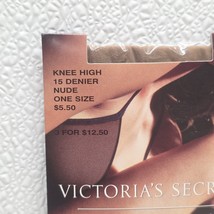 KNEE HIGH
15 DENIER
NUDE
ONE SIZE
$5.50
FOR $12.50
VICTORIA'S SECR